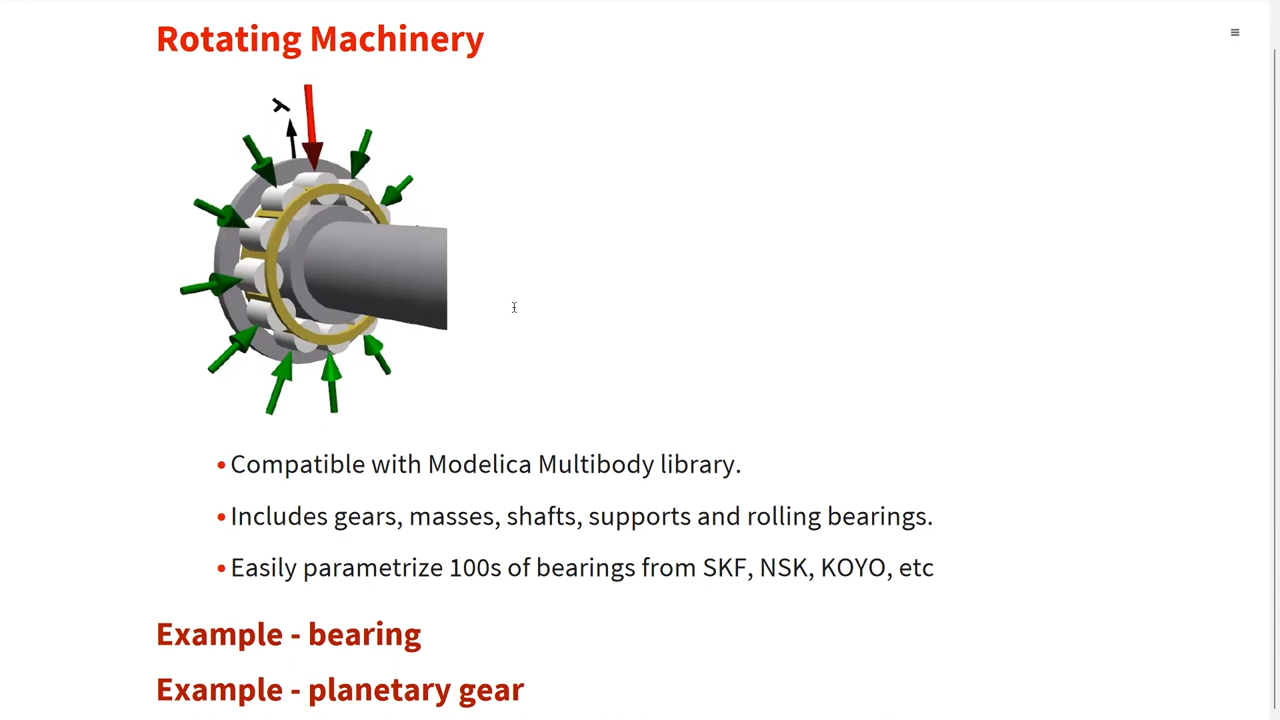 Rotating Machinery
Compatible with Modelica Multibody library.
Includes gears, masses, shafts, supports and rolling bearings.
Easily parametrize 100s of bearings from SKF, NSK, KOYO, etc
Example - bearing
Example - planetary gear